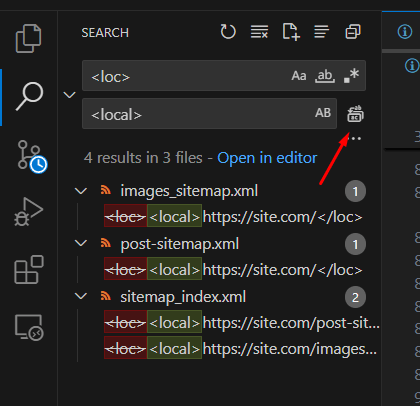 SEARCH
<loc>
Aa ab .*
<local>
AB
...
4 results in 3 files - Open in editor
images_sitemap.xml 1
<loc><local>https://site.com/</loc>
post-sitemap.xml 1
<loc><local>https://site.com/</loc>
sitemap_index.xml 2
<loc><local>https://site.com/post-sit...
<loc><local>https://site.com/images...